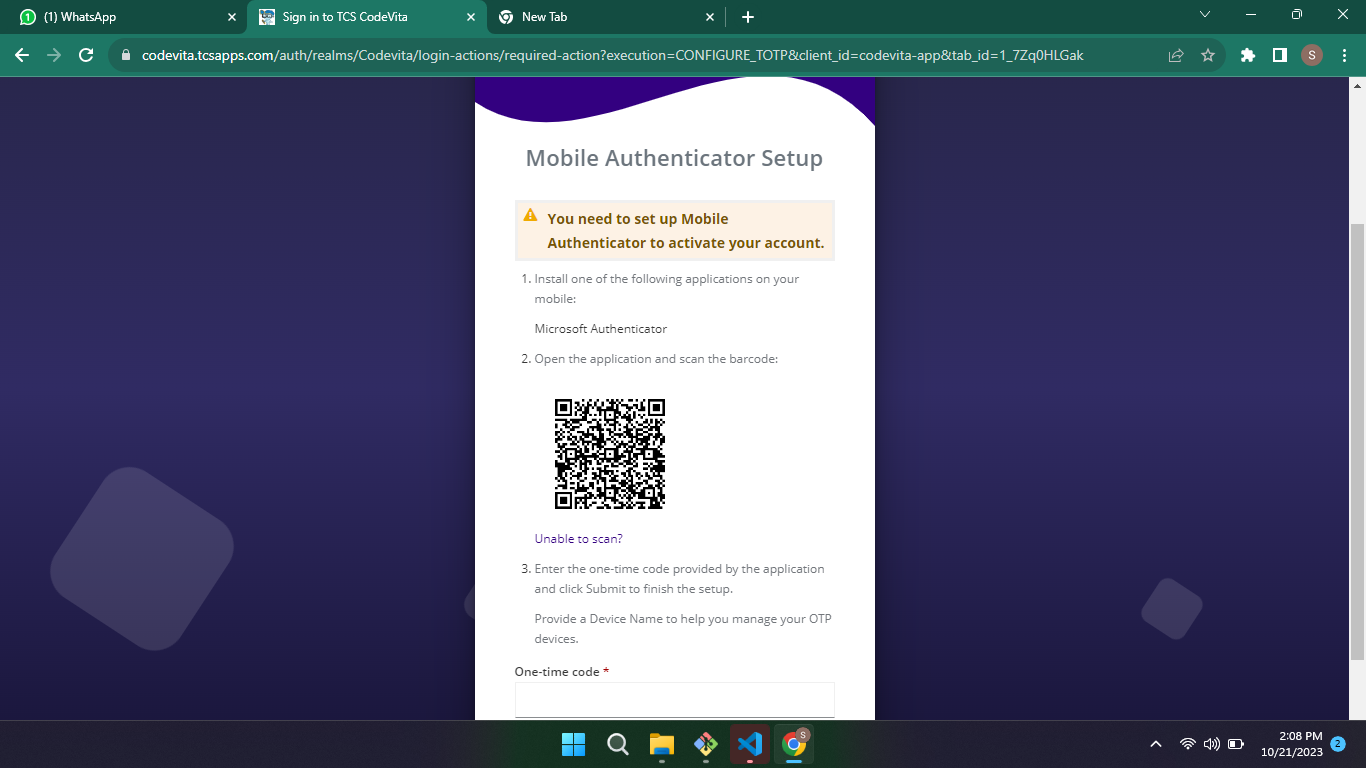 (1) WhatsApp
Sign in to TCS CodeVita
New Tab
codevita.tcsapps.com/auth/realms/Codevita/login-actions/required-action?execution=CONFIGURE_TOTP&client_id=codevita-app&tab_id=1_7Zq0HLGak
S
Mobile Authenticator Setup
You need to set up Mobile
Authenticator to activate your account.
1. Install one of the following applications on your
mobile:
Microsoft Authenticator
2. Open the application and scan the barcode:
Unable to scan?
3. Enter the one-time code provided by the application
and click Submit to finish the setup.
Provide a Device Name to help you manage your OTP
devices.
One-time code *
S
2:08 PM
10/21/2023
2